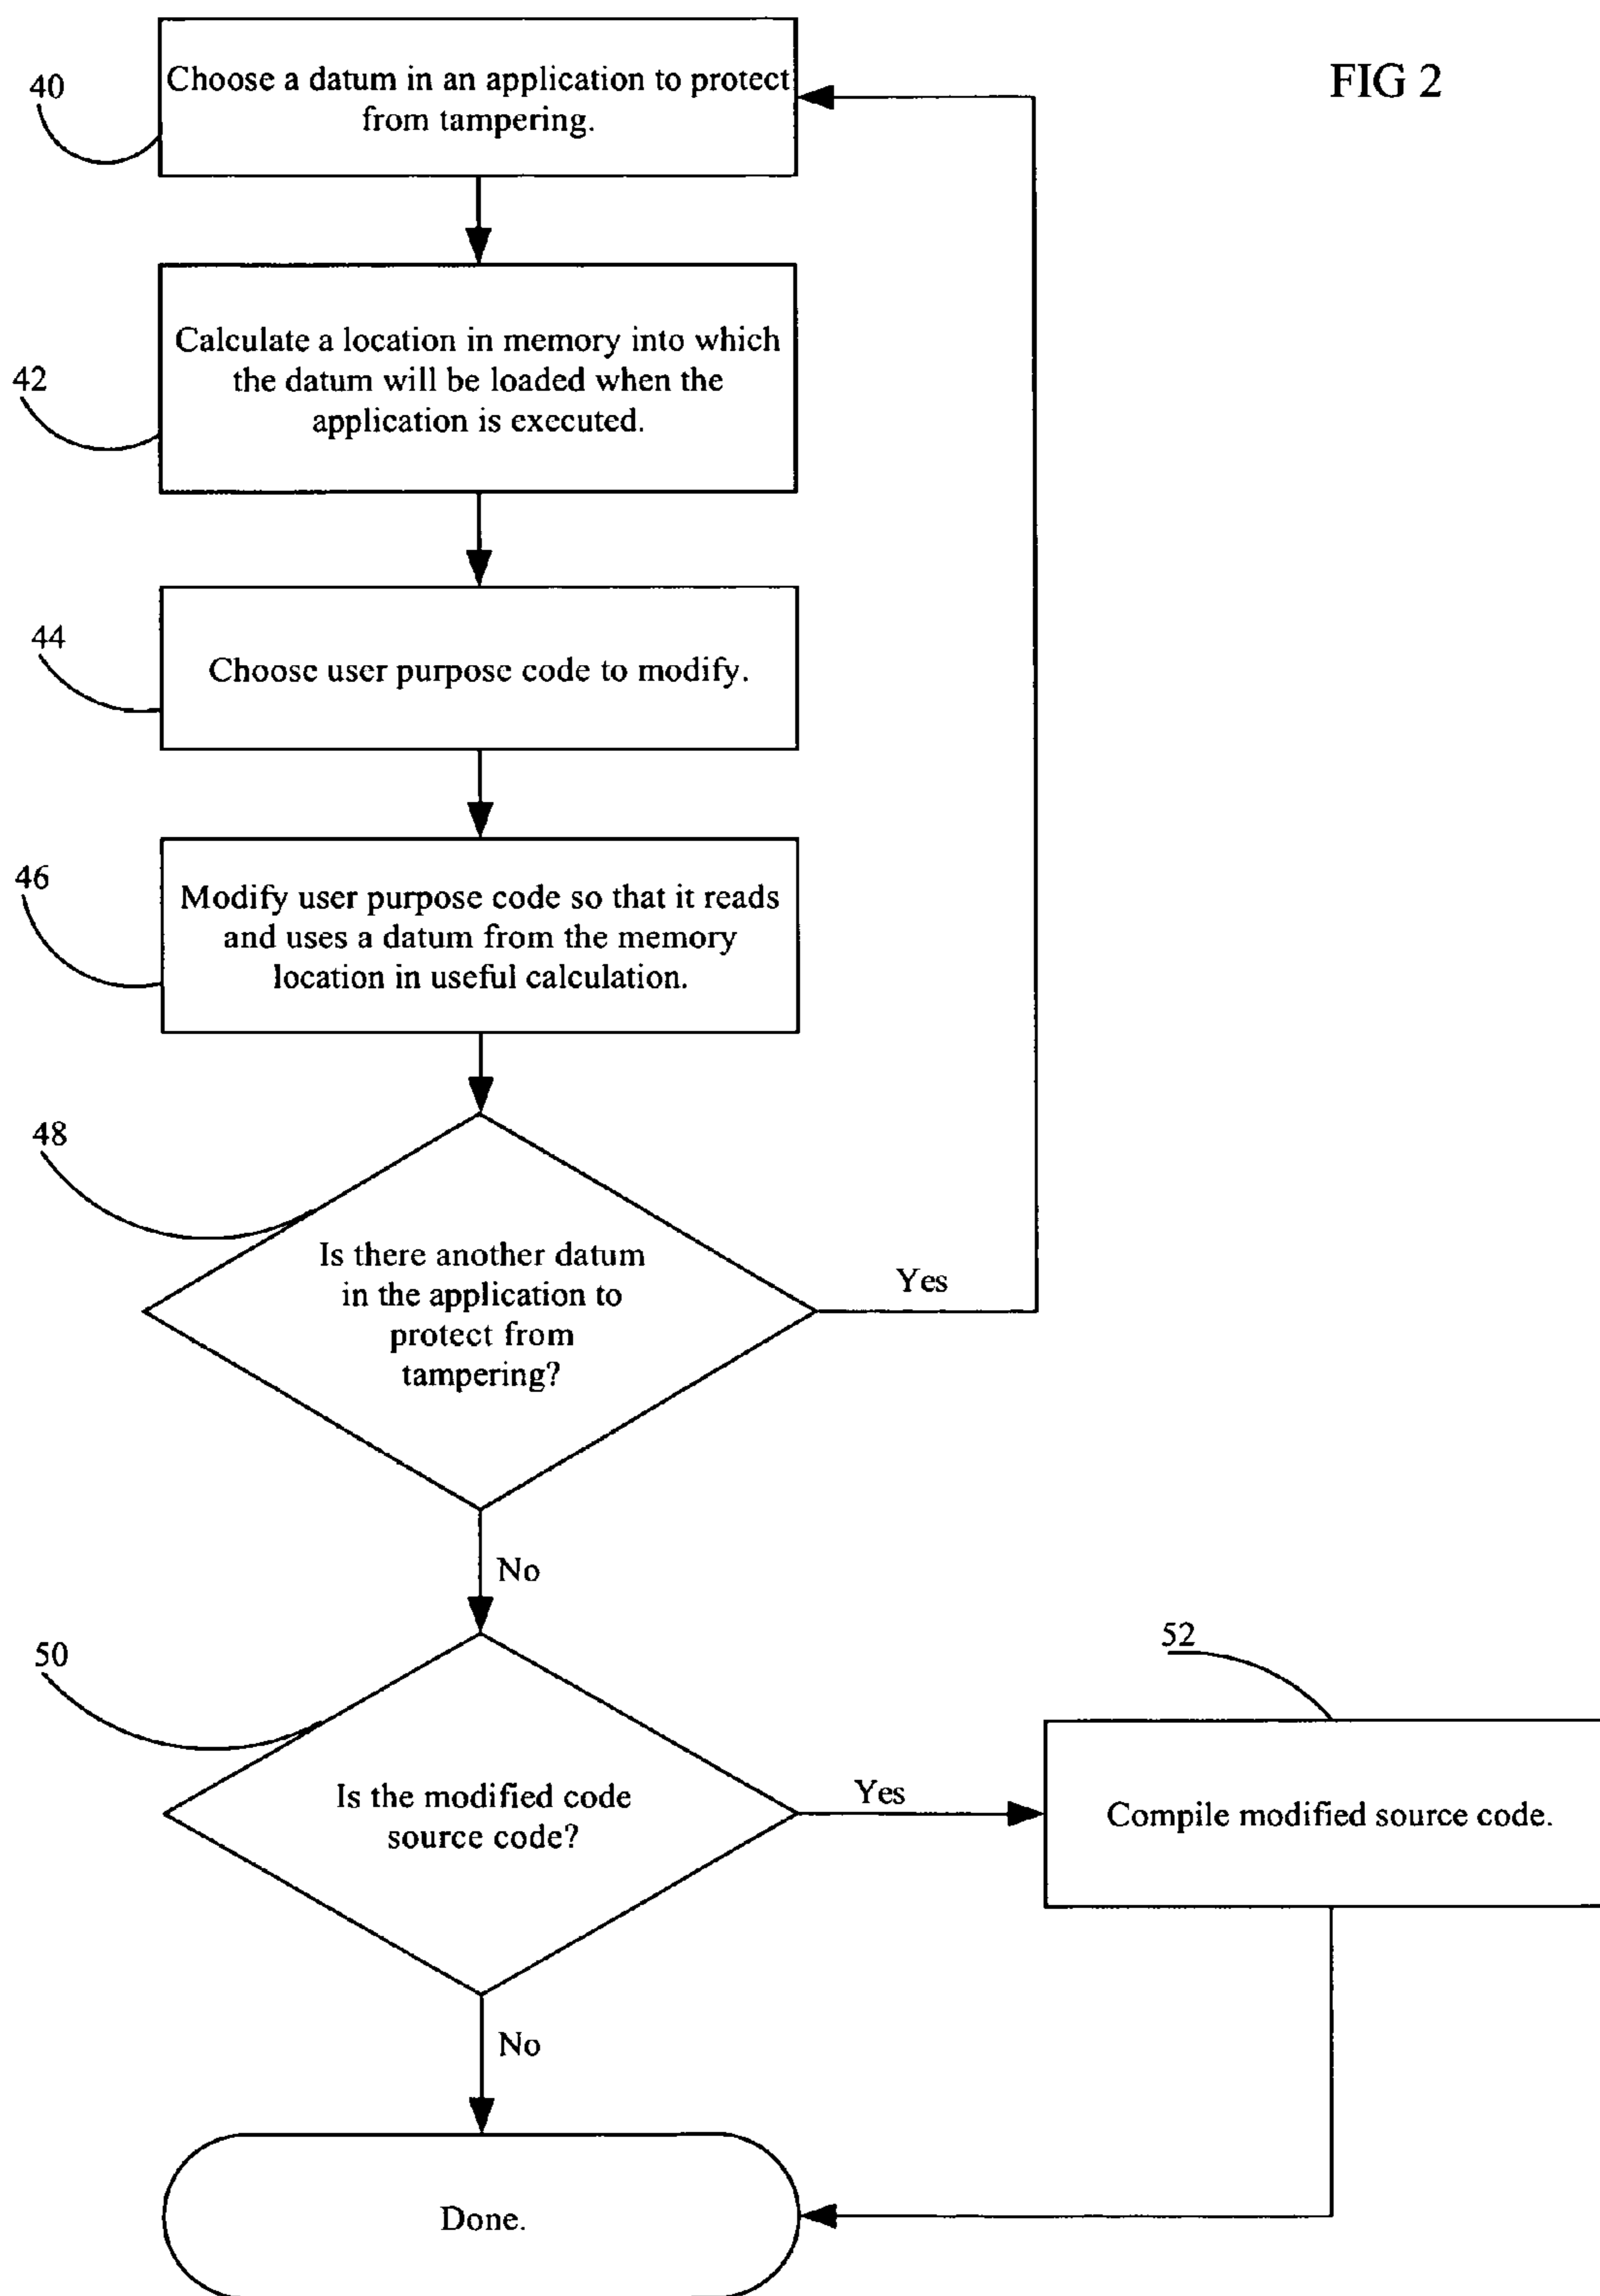 FIG 2
40
Choose a datum in an application to protect
from tampering.
42
Calculate a location in memory into which
the datum will be loaded when the
application is executed.
44
Choose user purpose code to modify.
46
Modify user purpose code so that it reads
and uses a datum from the memory
location in useful calculation.
48
Is there another datum
in the application to
protect from
tampering?
Yes
No
50
Is the modified code
source code?
Yes
52
Compile modified source code.
No
Done.